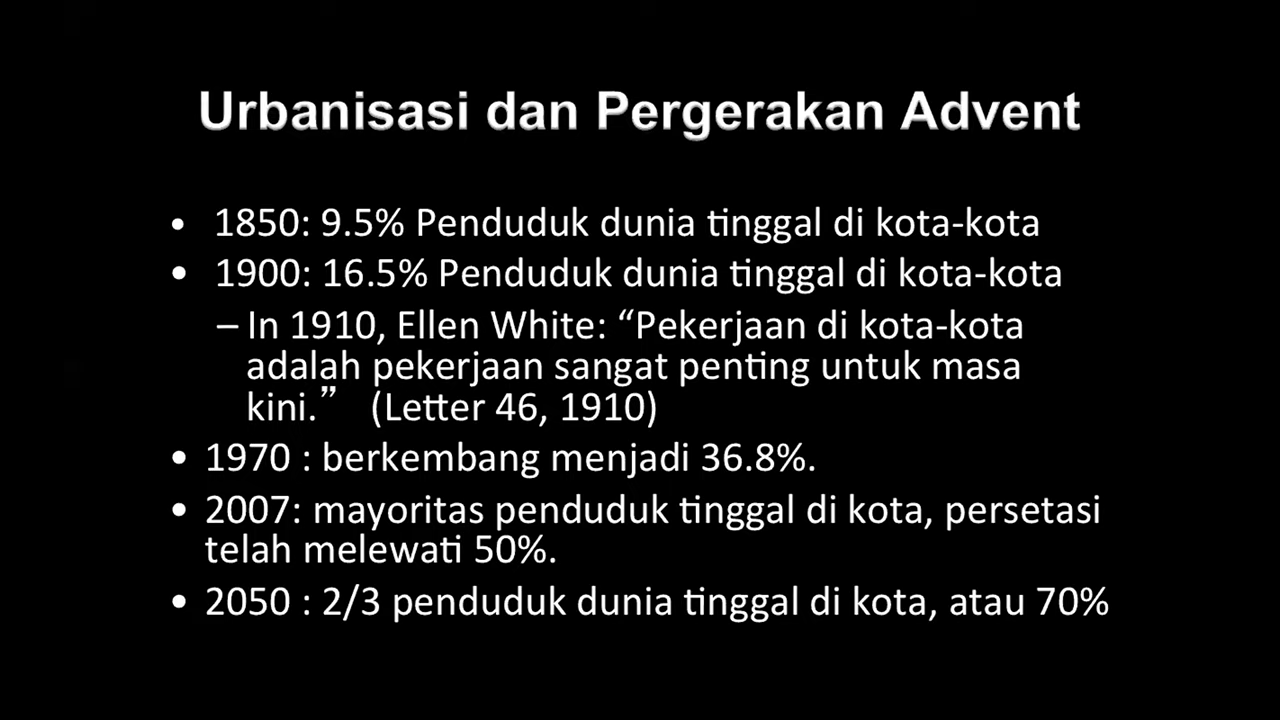 Urbanisasi dan Pergerakan Advent
• 1850: 9.5% Penduduk dunia tinggal di kota-kota
• 1900: 16.5% Penduduk dunia tinggal di kota-kota
– In 1910, Ellen White: “Pekerjaan di kota-kota
adalah pekerjaan sangat penting untuk masa
kini.” (Letter 46, 1910)
• 1970 : berkembang menjadi 36.8%.
• 2007: mayoritas penduduk tinggal di kota, persetasi
telah melewati 50%.
• 2050 : 2/3 penduduk dunia tinggal di kota, atau 70%